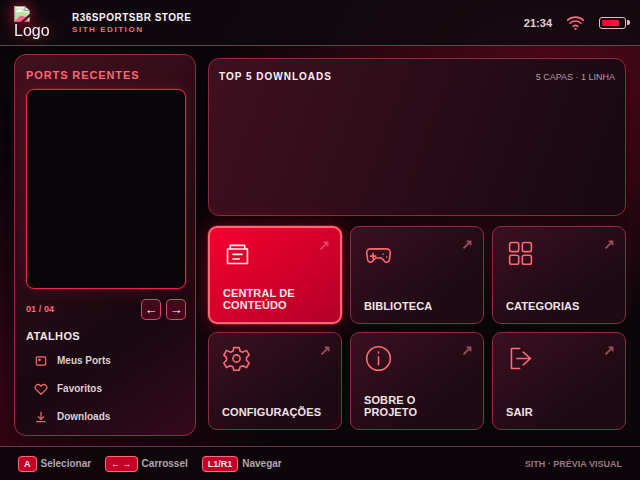 Logo
R36SPORTSBR STORE
SITH EDITION
21:34
PORTS RECENTES
01 / 04
← →
ATALHOS
Meus Ports
Favoritos
Downloads
TOP 5 DOWNLOADS
5 CAPAS · 1 LINHA
CENTRAL DE
CONTEÚDO
BIBLIOTECA
CATEGORIAS
CONFIGURAÇÕES
SOBRE O
PROJETO
SAIR
A Selecionar
← → Carrossel
L1/R1 Navegar
SITH · PRÉVIA VISUAL